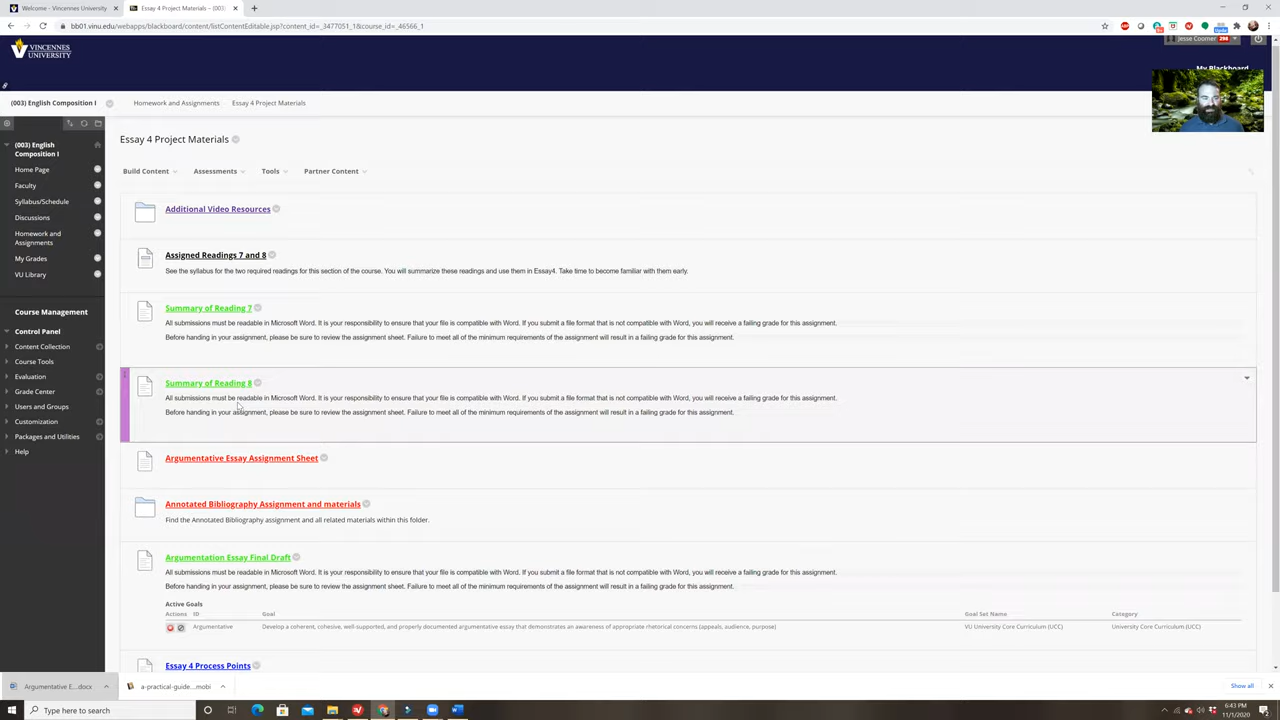 Welcome - Vincennes University
Essay 4 Project Materials – (003)
bb01.vinu.edu/webapps/blackboard/content/listContentEditable.jsp?content_id=_3477051_1&course_id=_46566_1
VINCENNES
UNIVERSITY
Jesse Coomer 298
My Blackboard
(003) English Composition I
Homework and Assignments
Essay 4 Project Materials
(003) English
Composition I
Home Page
Faculty
Syllabus/Schedule
Discussions
Homework and
Assignments
My Grades
VU Library
Course Management
Control Panel
Content Collection
Course Tools
Evaluation
Grade Center
Users and Groups
Customization
Packages and Utilities
Help
Essay 4 Project Materials
Build Content
Assessments
Tools
Partner Content
Additional Video Resources
Assigned Readings 7 and 8
See the syllabus for the two required readings for this section of the course. You will summarize these readings and use them in Essay4. Take time to become familiar with them early.
Summary of Reading 7
All submissions must be readable in Microsoft Word. It is your responsibility to ensure that your file is compatible with Word. If you submit a file format that is not compatible with Word, you will receive a failing grade for this assignment.
Before handing in your assignment, please be sure to review the assignment sheet. Failure to meet all of the minimum requirements of the assignment will result in a failing grade for this assignment.
Summary of Reading 8
All submissions must be readable in Microsoft Word. It is your responsibility to ensure that your file is compatible with Word. If you submit a file format that is not compatible with Word, you will receive a failing grade for this assignment.
Before handing in your assignment, please be sure to review the assignment sheet. Failure to meet all of the minimum requirements of the assignment will result in a failing grade for this assignment.
Argumentative Essay Assignment Sheet
Annotated Bibliography Assignment and materials
Find the Annotated Bibliography assignment and all related materials within this folder.
Argumentation Essay Final Draft
All submissions must be readable in Microsoft Word. It is your responsibility to ensure that your file is compatible with Word. If you submit a file format that is not compatible with Word, you will receive a failing grade for this assignment.
Before handing in your assignment, please be sure to review the assignment sheet. Failure to meet all of the minimum requirements of the assignment will result in a failing grade for this assignment.
Active Goals
Actions ID Goal Goal Set Name Category
Argumentative Develop a coherent, cohesive, well-supported, and properly documented argumentative essay that demonstrates an awareness of appropriate rhetorical concerns (appeals, audience, purpose) VU University Core Curriculum (UCC) University Core Curriculum (UCC)
Essay 4 Process Points
Argumentative E....docx
a-practical-guide....mobi
Show all
Type here to search
6:43 PM
11/1/2020